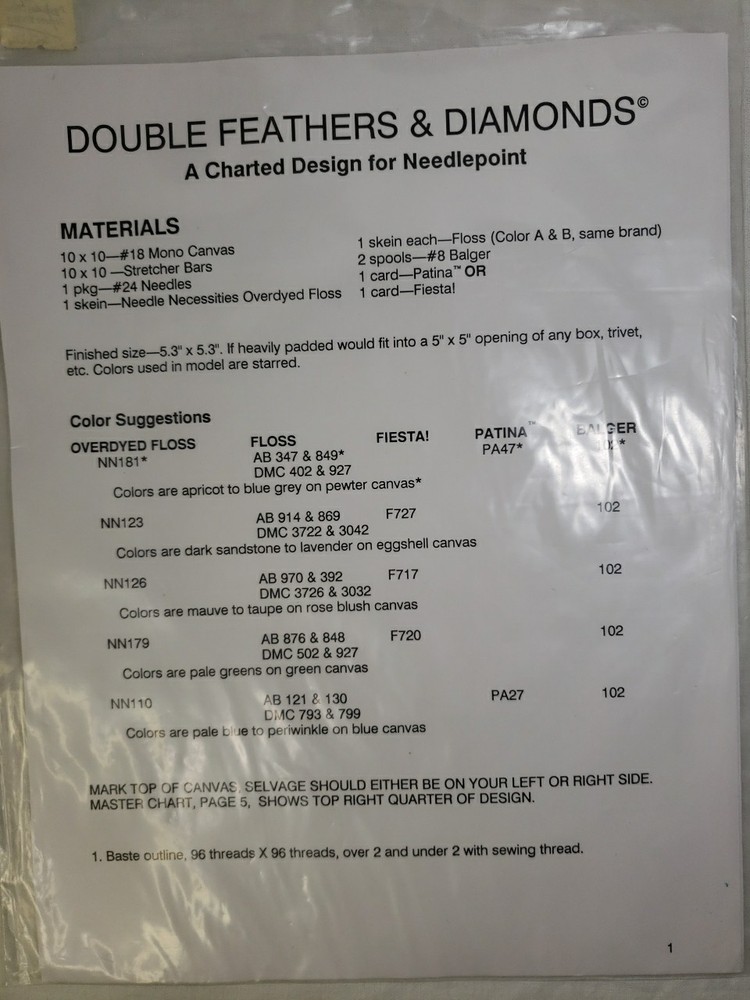 DOUBLE FEATHERS & DIAMONDS©
A Charted Design for Needlepoint
MATERIALS
10 x 10—#18 Mono Canvas
10 x 10 —Stretcher Bars
1 pkg—#24 Needles
1 skein—Needle Necessities Overdyed Floss
1 skein each—Floss (Color A & B, same brand)
2 spools—#8 Balger
1 card—Patina™ OR
1 card—Fiesta!
Finished size—5.3" x 5.3". If heavily padded would fit into a 5" x 5" opening of any box, trivet,
etc. Colors used in model are starred.
Color Suggestions
OVERDYED FLOSS FLOSS FIESTA! PATINA™ BALGER
NN181* AB 347 & 849* PA47*
DMC 402 & 927
Colors are apricot to blue grey on pewter canvas*
NN123 AB 914 & 869 F727 102
DMC 3722 & 3042
Colors are dark sandstone to lavender on eggshell canvas
NN126 AB 970 & 392 F717 102
DMC 3726 & 3032
Colors are mauve to taupe on rose blush canvas
NN179 AB 876 & 848 F720 102
DMC 502 & 927
Colors are pale greens on green canvas
NN110 AB 121 & 130 PA27 102
DMC 793 & 799
Colors are pale blue to periwinkle on blue canvas
MARK TOP OF CANVAS, SELVAGE SHOULD EITHER BE ON YOUR LEFT OR RIGHT SIDE.
MASTER CHART, PAGE 5, SHOWS TOP RIGHT QUARTER OF DESIGN.
1. Baste outline, 96 threads X 96 threads, over 2 and under 2 with sewing thread.
1